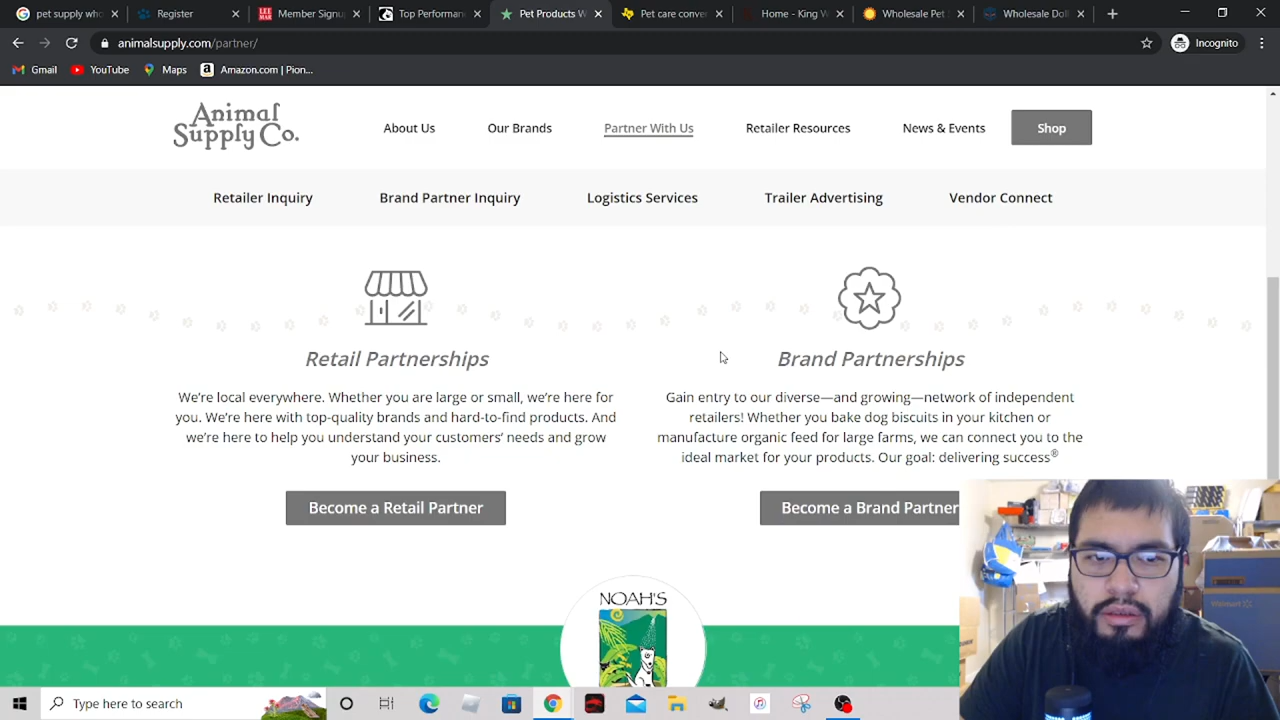 pet supply who
Register
LEE
MAR
Member Signu
Top Performan
Pet Products W
Pet care conve
Home - King W
Wholesale Pet
Wholesale Doll
animalsupply.com/partner/
Incognito
Gmail
YouTube
Maps
Amazon.com | Pion...
Animal
Supply Co.
About Us
Our Brands
Partner With Us
Retailer Resources
News & Events
Shop
Retailer Inquiry
Brand Partner Inquiry
Logistics Services
Trailer Advertising
Vendor Connect
Retail Partnerships
We're local everywhere. Whether you are large or small, we're here for
you. We're here with top-quality brands and hard-to-find products. And
we're here to help you understand your customers' needs and grow
your business.
Become a Retail Partner
Brand Partnerships
Gain entry to our diverse—and growing—network of independent
retailers! Whether you bake dog biscuits in your kitchen or
manufacture organic feed for large farms, we can connect you to the
ideal market for your products. Our goal: delivering success®
Become a Brand Partner
NOAH'S
Walmart
Type here to search